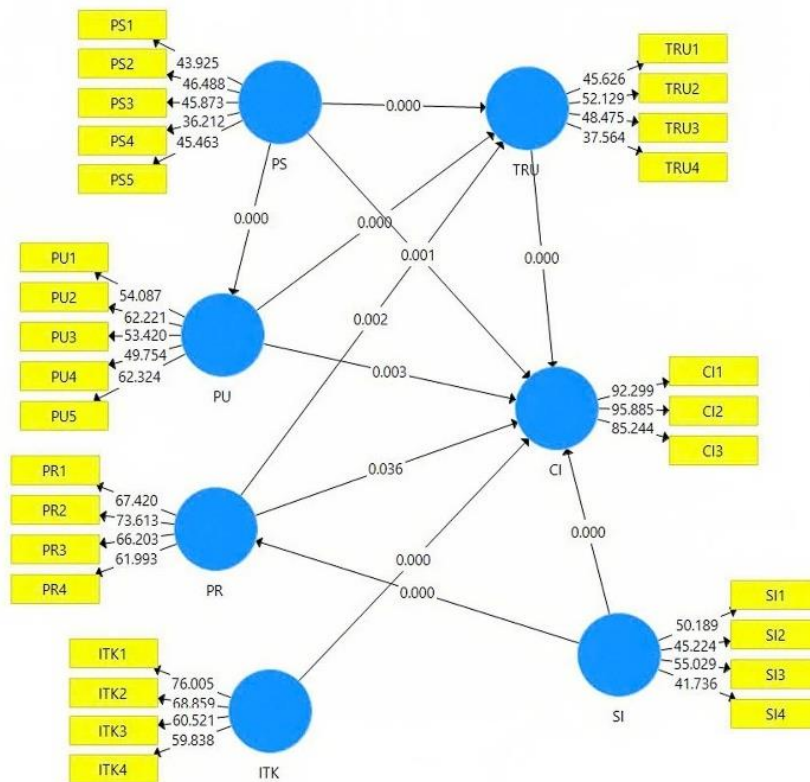 PS1
PS2
PS3
PS4
PS5
43.925
46.488
45.873
36.212
45.463
PS
0.000
TRU1
TRU2
TRU3
TRU4
45.626
52.129
48.475
37.564
TRU
0.000
0.000
0.001
0.000
PU1
PU2
PU3
PU4
PU5
54.087
62.221
53.420
49.754
62.324
PU
0.002
0.003
CI1
CI2
CI3
92.299
95.885
85.244
CI
PR1
PR2
PR3
PR4
67.420
73.613
66.203
61.993
PR
0.036
0.000
0.000
0.000
ITK1
ITK2
ITK3
ITK4
76.005
68.859
60.521
59.838
ITK
SI1
SI2
SI3
SI4
50.189
45.224
55.029
41.736
SI